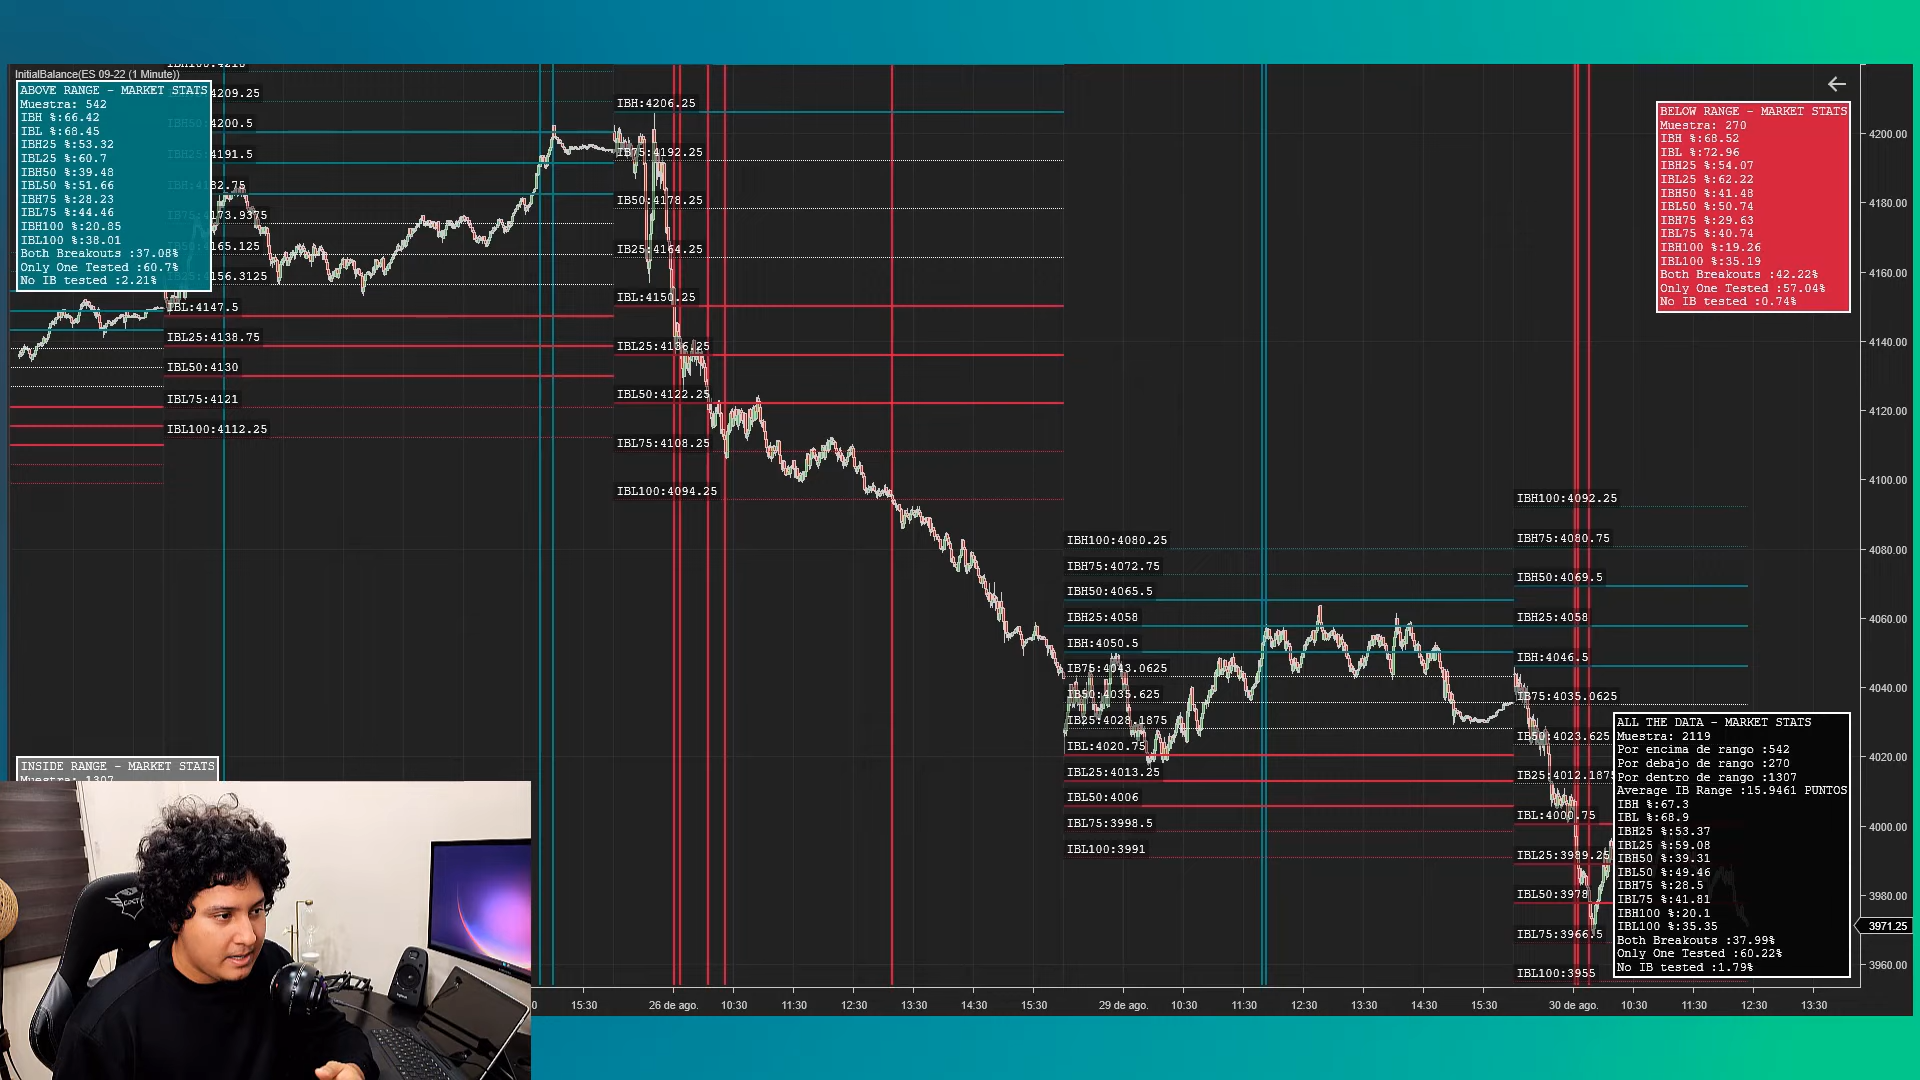 InitialBalance(ES 09-22 (1 Minute))
ABOVE RANGE - MARKET STATS
Muestra: 542
IBH %:66.42
IBL %:68.45
IBH25 %:53.32
IBL25 %:60.7
IBH50 %:39.48
IBL50 %:51.66
IBH75 %:28.23
IBL75 %:44.46
IBH100 %:20.85
IBL100 %:38.01
Both Breakouts :37.08%
Only One Tested :60.7%
No IB tested :2.21%
4209.25
IBH50:4200.5
IBH25:4191.5
IBH:4182.75
IB75:4173.9375
IB50:4165.125
IB25:4156.3125
IBL:4147.5
IBL25:4138.75
IBL50:4130
IBL75:4121
IBL100:4112.25
IBH:4206.25
IB75:4192.25
IB50:4178.25
IB25:4164.25
IBL:4150.25
IBL25:4136.25
IBL50:4122.25
IBL75:4108.25
IBL100:4094.25
IBH100:4080.25
IBH75:4072.75
IBH50:4065.5
IBH25:4058
IBH:4050.5
IB75:4043.0625
IB50:4035.625
IB25:4028.1875
IBL:4020.75
IBL25:4013.25
IBL50:4006
IBL75:3998.5
IBL100:3991
IBH100:4092.25
IBH75:4080.75
IBH50:4069.5
IBH25:4058
IBH:4046.5
IB75:4035.0625
IB50:4023.625
IB25:4012.1875
IBL:4000.75
IBL25:3989.25
IBL50:3978
IBL75:3966.5
IBL100:3955
BELOW RANGE - MARKET STATS
Muestra: 270
IBH %:68.52
IBL %:72.96
IBH25 %:54.07
IBL25 %:62.22
IBH50 %:41.48
IBL50 %:50.74
IBH75 %:29.63
IBL75 %:40.74
IBH100 %:19.26
IBL100 %:35.19
Both Breakouts :42.22%
Only One Tested :57.04%
No IB tested :0.74%
INSIDE RANGE - MARKET STATS
Muestra: 1307
ALL THE DATA - MARKET STATS
Muestra: 2119
Por encima de rango :542
Por debajo de rango :270
Por dentro de rango :1307
Average IB Range :15.9461 PUNTOS
IBH %:67.3
IBL %:68.9
IBH25 %:53.37
IBL25 %:59.08
IBH50 %:39.31
IBL50 %:49.46
IBH75 %:28.5
IBL75 %:41.81
IBH100 %:20.1
IBL100 %:35.35
Both Breakouts :37.99%
Only One Tested :60.22%
No IB tested :1.79%
4200.00
4180.00
4160.00
4140.00
4120.00
4100.00
4080.00
4060.00
4040.00
4020.00
4000.00
3980.00
3971.25
3960.00
0 15:30 26 de ago. 10:30 11:30 12:30 13:30 14:30 15:30 29 de ago. 10:30 11:30 12:30 13:30 14:30 15:30 30 de ago. 10:30 11:30 12:30 13:30